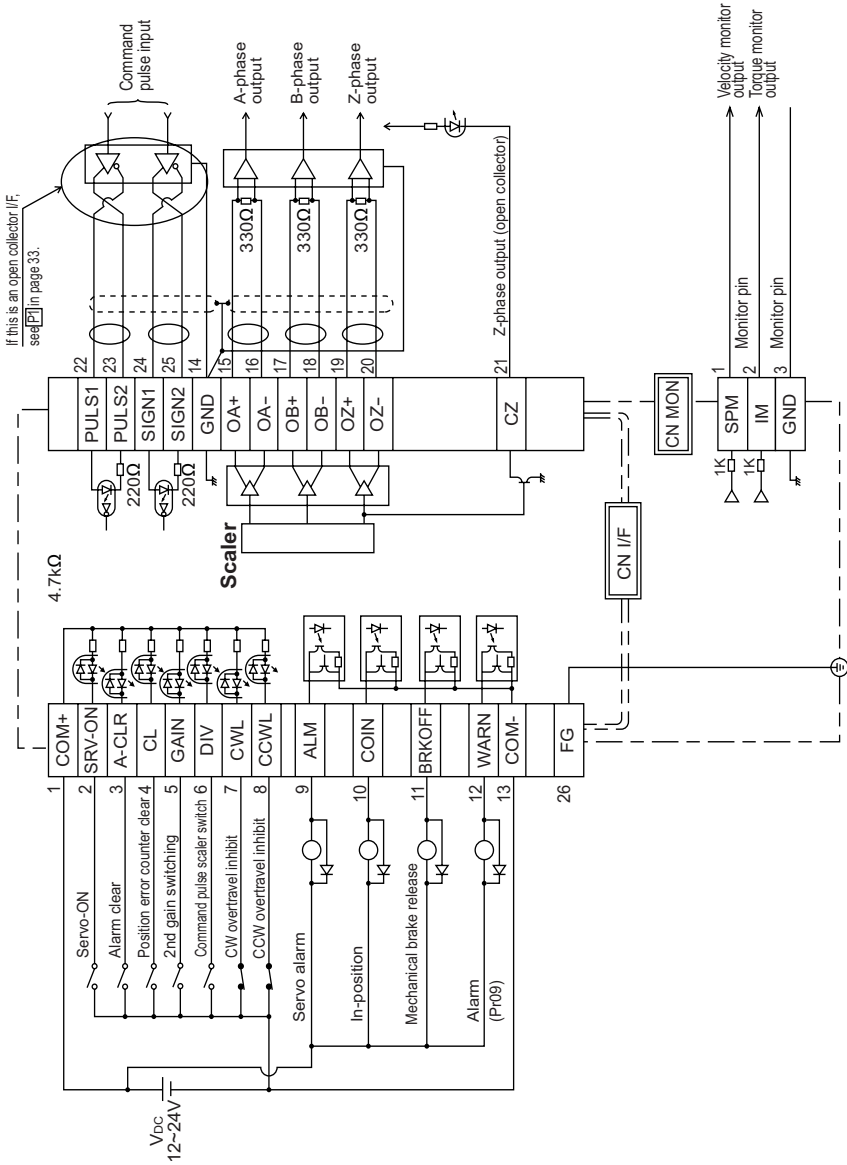 If this is an open collector I/F,
see P1 in page 33.
Command
pulse input
22 PULS1
23 PULS2
24 SIGN1
25 SIGN2
14 GND
15 OA+
16 OA−
17 OB+
18 OB−
19 OZ+
20 OZ−
21 CZ
220Ω
220Ω
330Ω
330Ω
330Ω
A-phase
output
B-phase
output
Z-phase
output
Z-phase output (open collector)
Scaler
4.7kΩ
CN I/F
CN MON
1 SPM
2 IM
3 GND
1K
1K
Monitor pin
Monitor pin
Velocity monitor
output
Torque monitor
output
VDC
12~24V
1 COM+
Servo-ON 2 SRV-ON
Alarm clear 3 A-CLR
Position error counter clear 4 CL
2nd gain switching 5 GAIN
Command pulse scaler switch 6 DIV
CW overtravel inhibit 7 CWL
CCW overtravel inhibit 8 CCWL
Servo alarm 9 ALM
In-position 10 COIN
Mechanical brake release 11 BRKOFF
Alarm 12 WARN
(Pr09)
13 COM-
26 FG